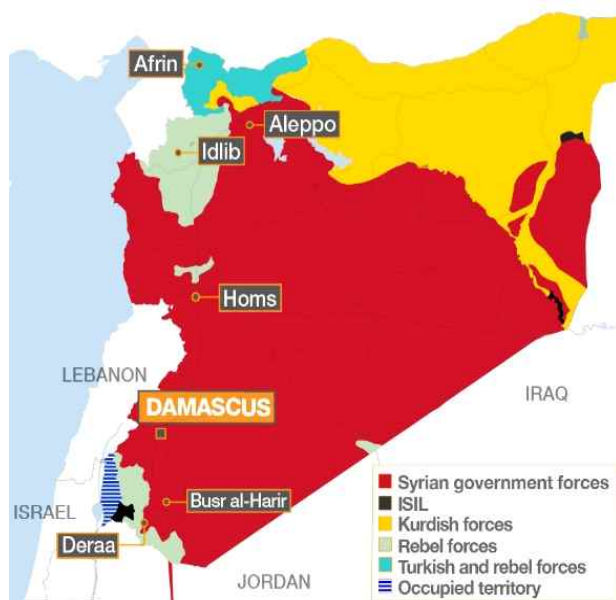 Afrin
Aleppo
Idlib
Homs
LEBANON
DAMASCUS
IRAQ
ISRAEL
Busr al-Harir
Deraa
JORDAN
Syrian government forces
ISIL
Kurdish forces
Rebel forces
Turkish and rebel forces
Occupied territory